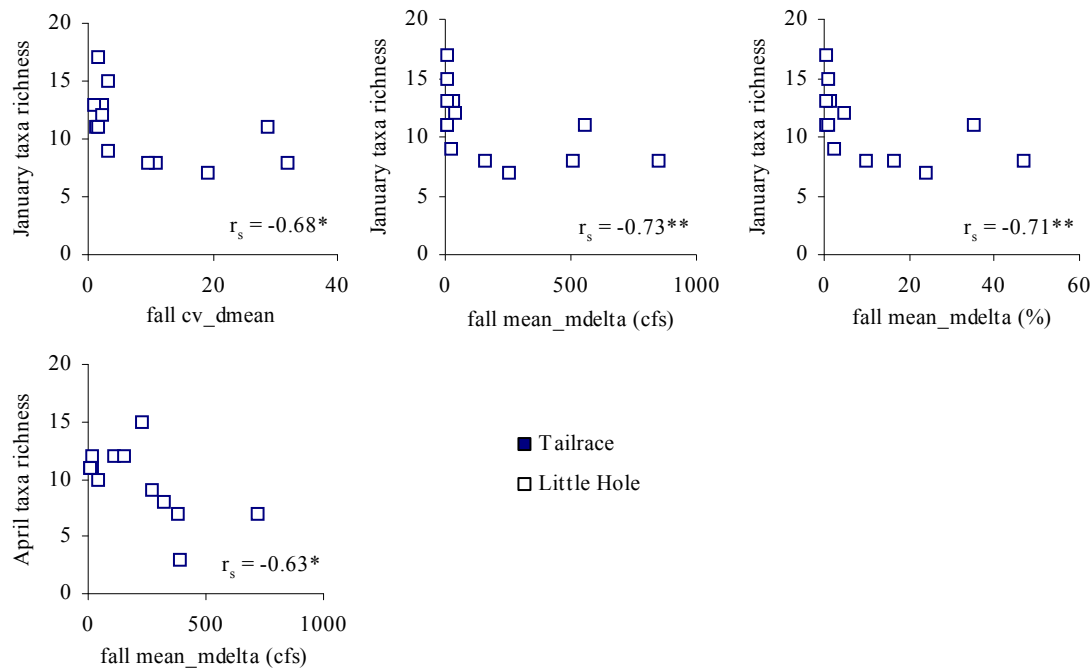 20
15
10
5
0
January taxa richness
r_s = -0.68*
0 20 40
fall cv_dmean
20
15
10
5
0
January taxa richness
r_s = -0.73**
0 500 1000
fall mean_mdelta (cfs)
20
15
10
5
0
January taxa richness
r_s = -0.71**
0 20 40 60
fall mean_mdelta (%)
20
15
10
5
0
April taxa richness
r_s = -0.63*
0 500 1000
fall mean_mdelta (cfs)
Tailrace
Little Hole